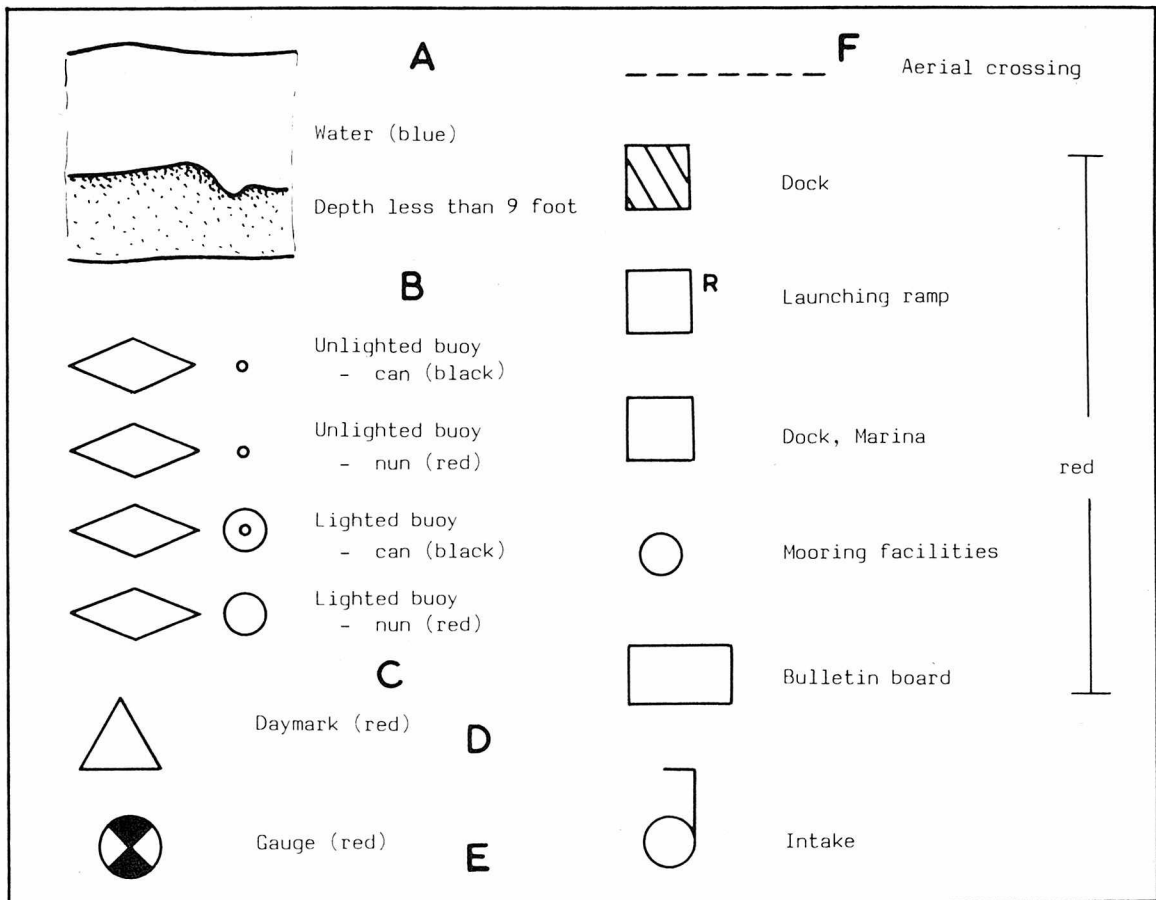 A
Water (blue)
Depth less than 9 foot
B
Unlighted buoy
- can (black)
Unlighted buoy
- nun (red)
Lighted buoy
- can (black)
Lighted buoy
- nun (red)
C
Daymark (red)
D
Gauge (red)
E
F
Aerial crossing
Dock
R
Launching ramp
Dock, Marina
red
Mooring facilities
Bulletin board
Intake